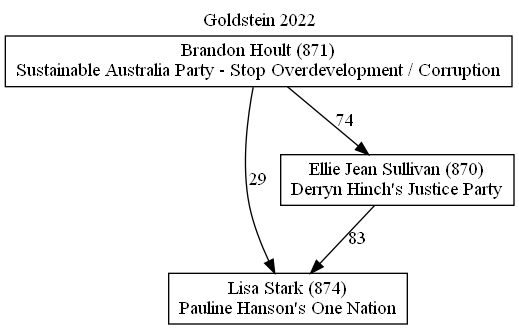 Goldstein 2022
Brandon Hoult (871)
Sustainable Australia Party - Stop Overdevelopment / Corruption
74
Ellie Jean Sullivan (870)
Derryn Hinch's Justice Party
29
83
Lisa Stark (874)
Pauline Hanson's One Nation